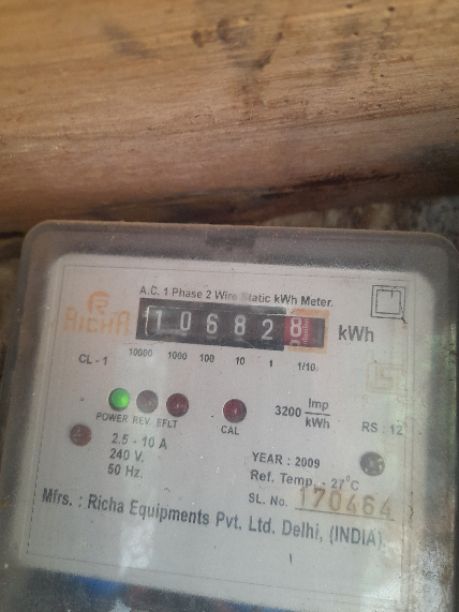 A.C. 1 Phase 2 Wire Static kWh Meter.
RICHA
106828 kWh
CL - 1 10000 1000 100 10 1 1/10
POWER REV EFLT CAL
3200 Imp/kWh
RS : 12
2.5 - 10 A
240 V.
50 Hz.
YEAR : 2009
Ref. Temp. - 27°C
SL. No. 170464
Mfrs. : Richa Equipments Pvt. Ltd. Delhi, (INDIA)